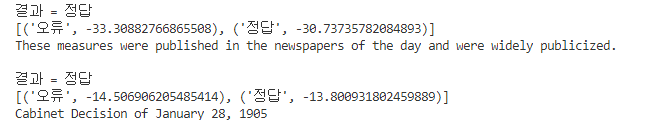 결과 = 정답
[('오류', -33.30882766865508), ('정답', -30.73735782084893)]
These measures were published in the newspapers of the day and were widely publicized.
결과 = 정답
[('오류', -14.506906205485414), ('정답', -13.800931802459889)]
Cabinet Decision of January 28, 1905